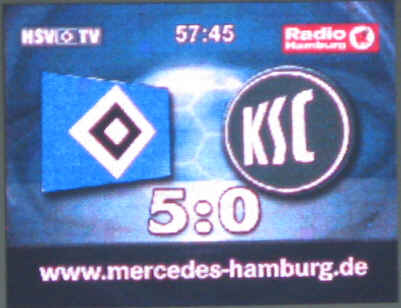 HSV TV 57:45 Radio Hamburg
KSC
5:0
www.mercedes-hamburg.de